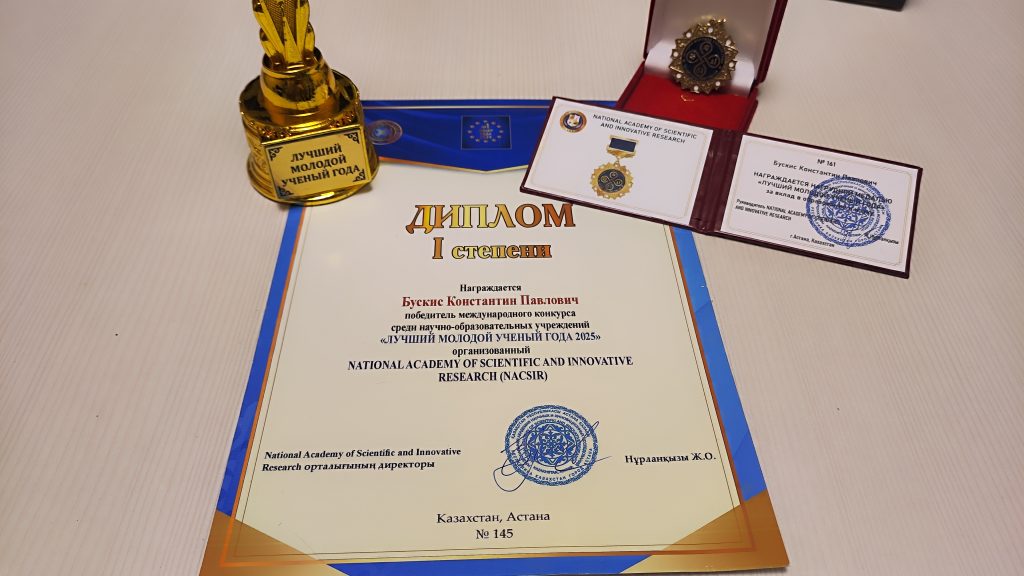 ЛУЧШИЙ
МОЛОДОЙ
УЧЕНЫЙ ГОДА
NATIONAL ACADEMY OF SCIENTIFIC
AND INNOVATIVE RESEARCH
№ 161
Бускис Константин Павлович
НАГРАЖДАЕТСЯ
«ЛУЧШИЙ МОЛОДОЙ
за вклад в
Руководитель NATIONAL ACADEMY
AND INNOVATIVE RESEARCH
г.Астана, Казахстан
ДИПЛОМ
I степени
Награждается
Бускис Константин Павлович
победитель международного конкурса
среди научно-образовательных учреждений
«ЛУЧШИЙ МОЛОДОЙ УЧЕНЫЙ ГОДА 2025»
организованный
NATIONAL ACADEMY OF SCIENTIFIC AND INNOVATIVE
RESEARCH (NACSIR)
National Academy of Scientific and Innovative
Research орталығының директоры
Нұрланқызы Ж.О.
Казахстан, Астана
№ 145